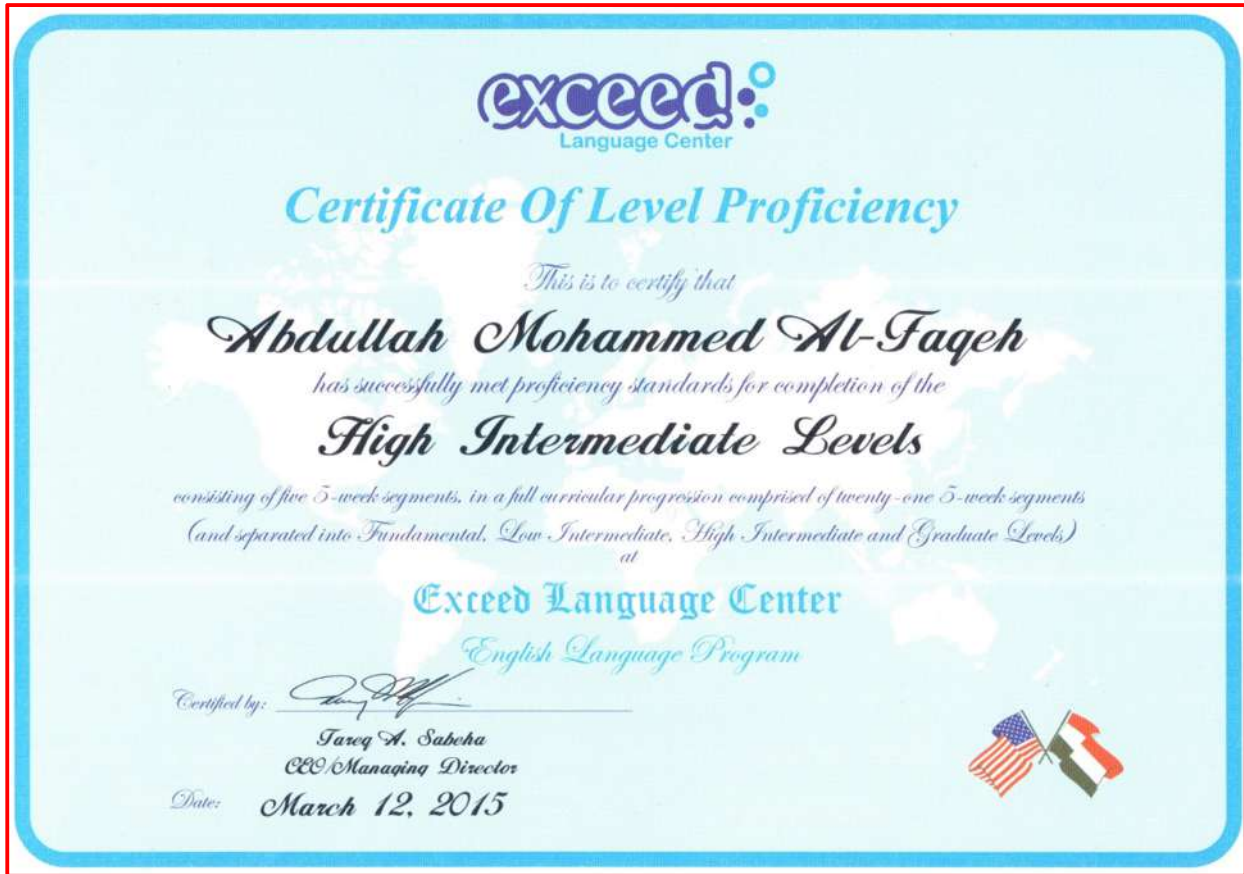 exceed
Language Center
Certificate Of Level Proficiency
This is to certify that
Abdullah Mohammed Al-Faqeh
has successfully met proficiency standards for completion of the
High Intermediate Levels
consisting of five 5-week segments, in a full curricular progression comprised of twenty-one 5-week segments
(and separated into Fundamental, Low Intermediate, High Intermediate and Graduate Levels)
at
Exceed Language Center
English Language Program
Certified by:
Tareq A. Sabeha
CEO/Managing Director
Date: March 12, 2015